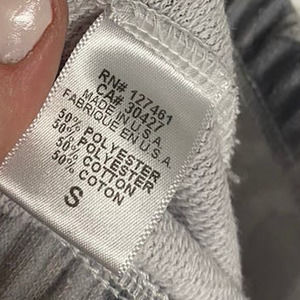 RN# 127461
CA# 30427
MADE IN U.S.A
FABRIQUE EN U.S.A
50% POLYESTER
50% POLYESTER
50% COTTON
50% COTON
S